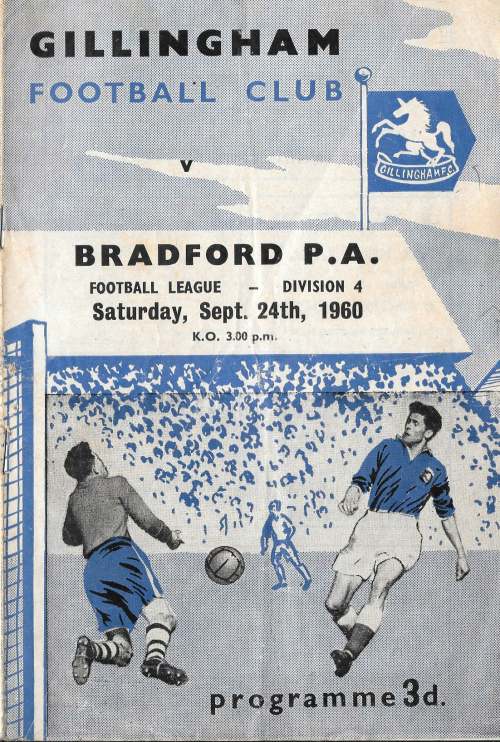 GILLINGHAM
FOOTBALL CLUB
V
GILLINGHAM F.C.
BRADFORD P.A.
FOOTBALL LEAGUE – DIVISION 4
Saturday, Sept. 24th, 1960
K.O. 3.00 p.m.
programme 3d.